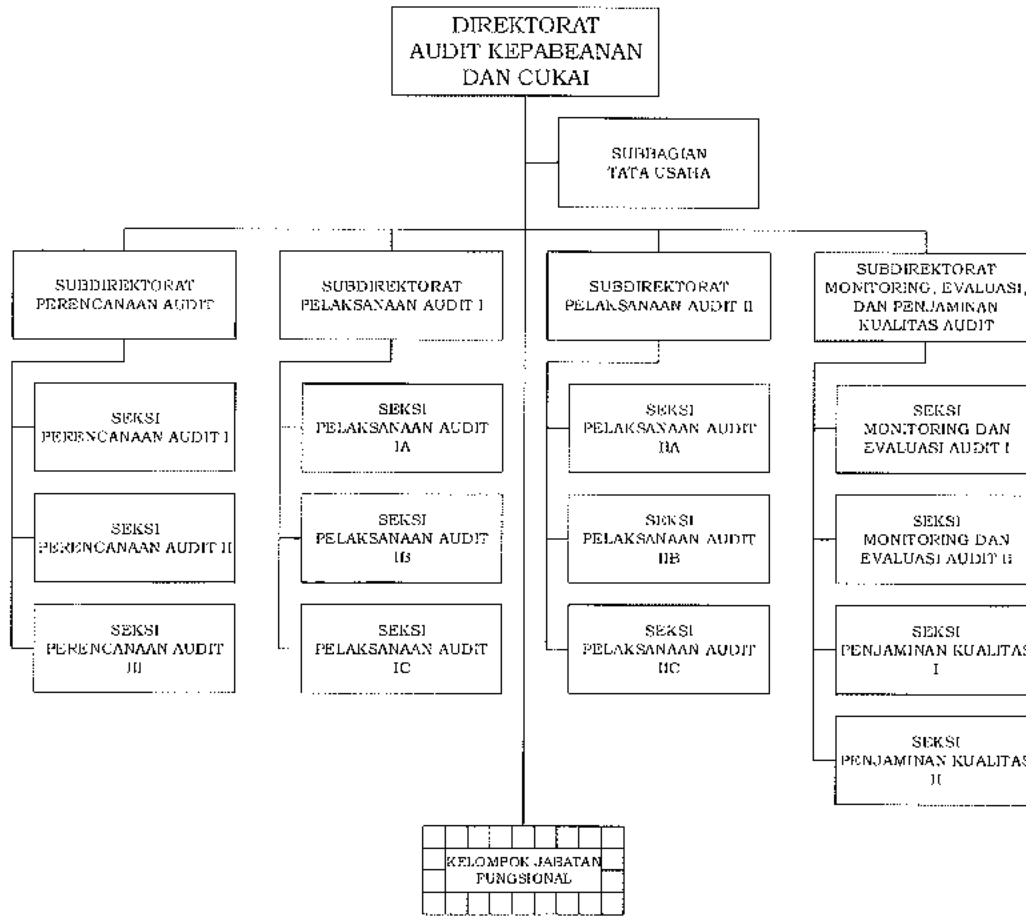 DIREKTORAT
AUDIT KEPABEANAN
DAN CUKAI
SUBBAGIAN
TATA USAHA
SUBDIREKTORAT
PERENCANAAN AUDIT
SUBDIREKTORAT
PELAKSANAAN AUDIT I
SUBDIREKTORAT
PELAKSANAAN AUDIT II
SUBDIREKTORAT
MONITORING, EVALUASI,
DAN PENJAMINAN
KUALITAS AUDIT
SEKSI
PERENCANAAN AUDIT I
SEKSI
PELAKSANAAN AUDIT
IA
SEKSI
PELAKSANAAN AUDIT
IIA
SEKSI
MONITORING DAN
EVALUASI AUDIT I
SEKSI
PERENCANAAN AUDIT II
SEKSI
PELAKSANAAN AUDIT
IB
SEKSI
PELAKSANAAN AUDIT
IIB
SEKSI
MONITORING DAN
EVALUASI AUDIT II
SEKSI
PERENCANAAN AUDIT
III
SEKSI
PELAKSANAAN AUDIT
IC
SEKSI
PELAKSANAAN AUDIT
IIC
SEKSI
PENJAMINAN KUALITAS
I
SEKSI
PENJAMINAN KUALITAS
II
KELOMPOK JABATAN
FUNGSIONAL